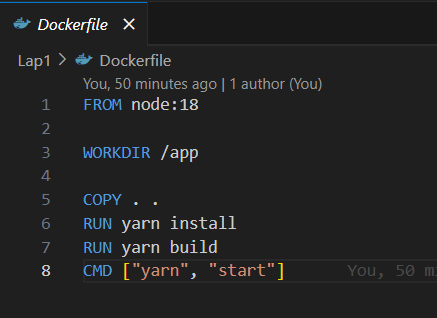 Dockerfile ×
Lap1 > Dockerfile
You, 50 minutes ago | 1 author (You)
1 FROM node:18
2
3 WORKDIR /app
4
5 COPY . .
6 RUN yarn install
7 RUN yarn build
8 CMD ["yarn", "start"] You, 50 m